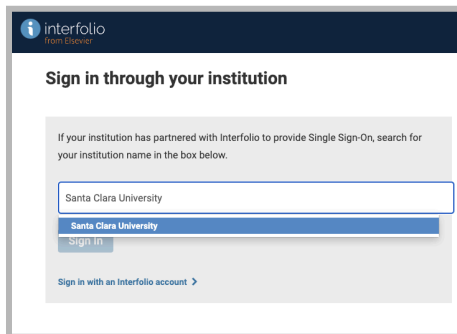 interfolio
from Elsevier
Sign in through your institution
If your institution has partnered with Interfolio to provide Single Sign-On, search for
your institution name in the box below.
Santa Clara University
Santa Clara University
Sign In
Sign in with an Interfolio account >